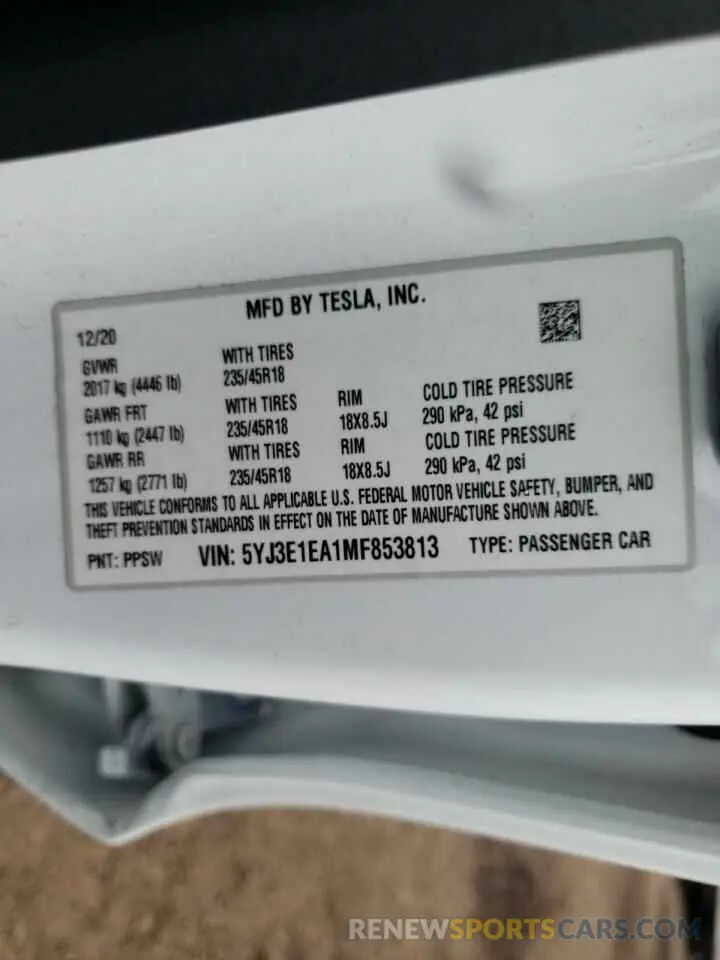 MFD BY TESLA, INC.
12/20
GVWR WITH TIRES
2017 kg (4446 lb) 235/45R18
GAWR FRT WITH TIRES RIM COLD TIRE PRESSURE
1110 kg (2447 lb) 235/45R18 18X8.5J 290 kPa, 42 psi
GAWR RR WITH TIRES RIM COLD TIRE PRESSURE
1257 kg (2771 lb) 235/45R18 18X8.5J 290 kPa, 42 psi
THIS VEHICLE CONFORMS TO ALL APPLICABLE U.S. FEDERAL MOTOR VEHICLE SAFETY, BUMPER, AND
THEFT PREVENTION STANDARDS IN EFFECT ON THE DATE OF MANUFACTURE SHOWN ABOVE.
PNT: PPSW VIN: 5YJ3E1EA1MF853813 TYPE: PASSENGER CAR
RENEWSPORTSCARS.COM